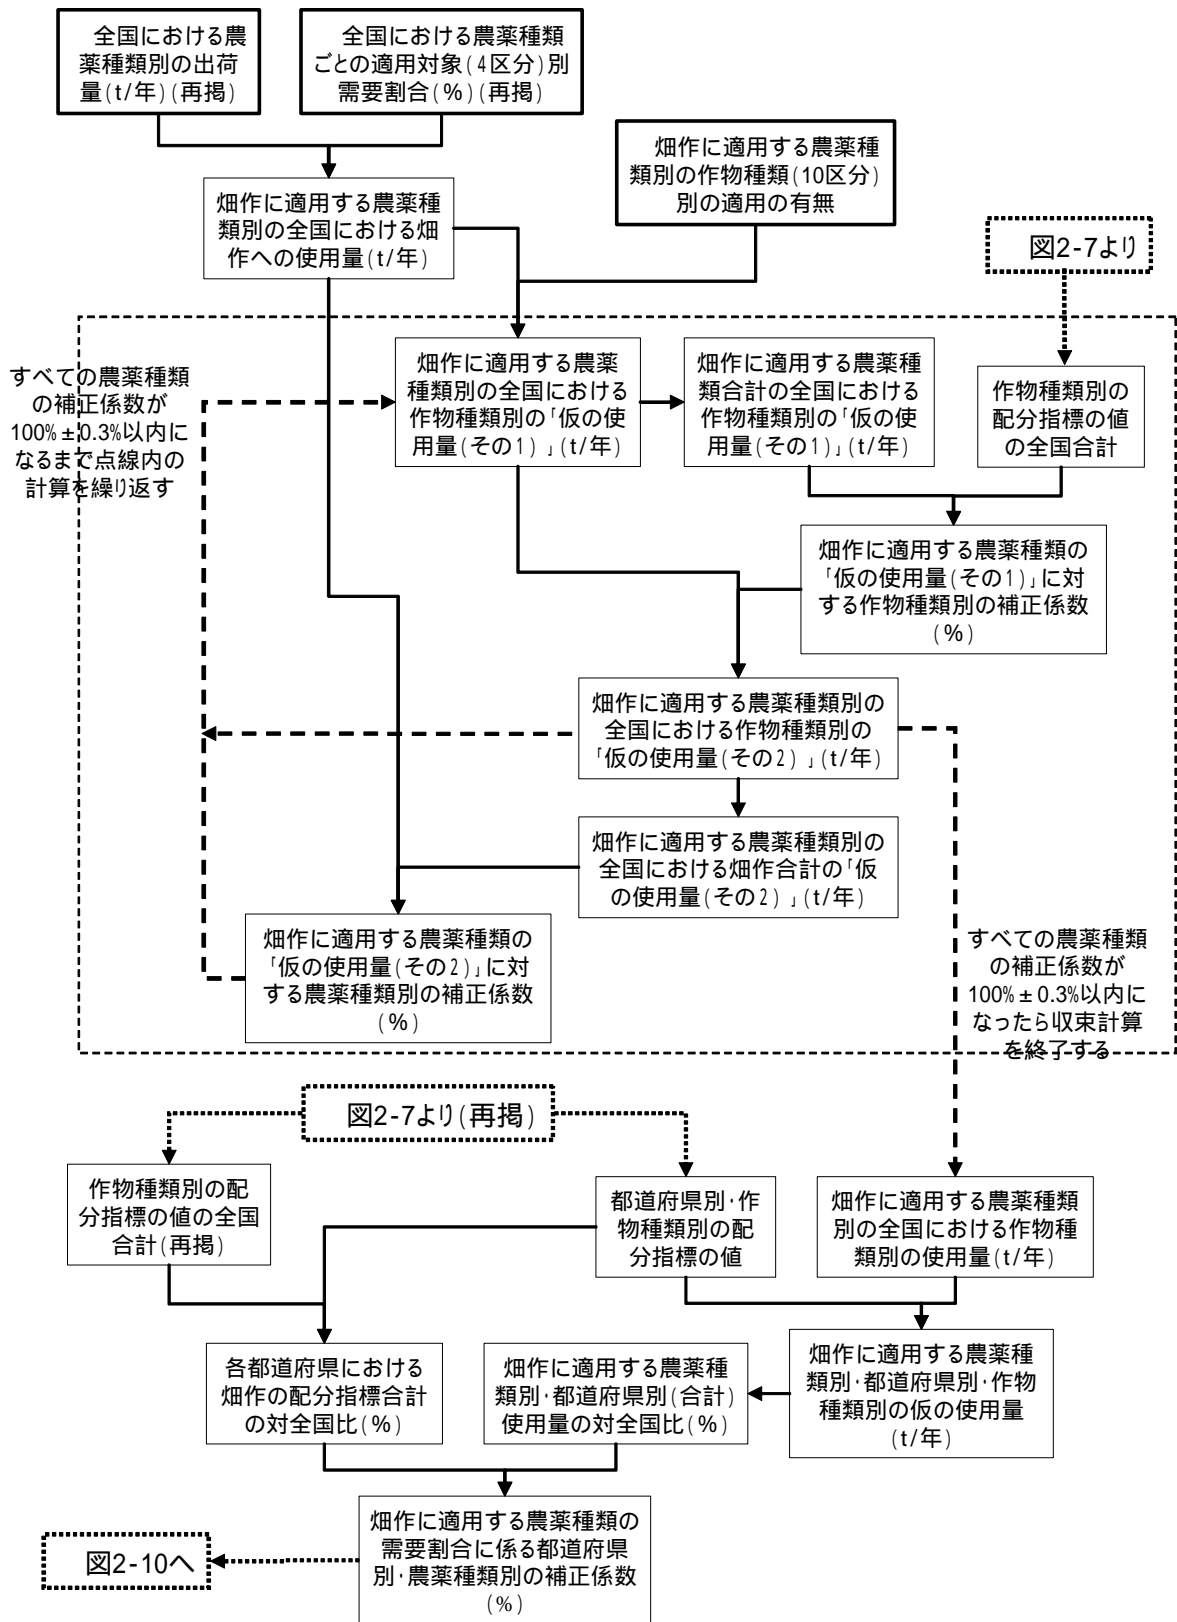 全国における農
薬種類別の出荷
量(t/年)(再掲)
全国における農薬種類
ごとの適用対象(4区分)別
需要割合(%)(再掲)
畑作に適用する農薬種
類別の作物種類(10区分)
別の適用の有無
畑作に適用する農薬種
類別の全国における畑
作への使用量(t/年)
図2-7より
すべての農薬種類
の補正係数が
100%±0.3%以内に
なるまで点線内の
計算を繰り返す
畑作に適用する農薬
種類別の全国における
作物種類別の「仮の使
用量(その1)」(t/年)
畑作に適用する農薬種
類合計の全国における
作物種類別の「仮の使
用量(その1)」(t/年)
作物種類別の
配分指標の値
の全国合計
畑作に適用する農薬種類の
「仮の使用量(その1)」に対
する作物種類別の補正係数
(%)
畑作に適用する農薬種類別の
全国における作物種類別の
「仮の使用量(その2)」(t/年)
畑作に適用する農薬種類別の
全国における畑作合計の「仮
の使用量(その2)」(t/年)
畑作に適用する農薬種類の
「仮の使用量(その2)」に対
する農薬種類別の補正係数
(%)
すべての農薬種類
の補正係数が
100%±0.3%以内に
なったら収束計算
を終了する
図2-7より(再掲)
作物種類別の配
分指標の値の全国
合計(再掲)
都道府県別・作
物種類別の配
分指標の値
畑作に適用する農薬種類
別の全国における作物種
類別の使用量(t/年)
各都道府県における
畑作の配分指標合計
の対全国比(%)
畑作に適用する農薬種
類別・都道府県別(合計)
使用量の対全国比(%)
畑作に適用する農薬種
類別・都道府県別・作物
種類別の仮の使用量
(t/年)
畑作に適用する農薬種類の
需要割合に係る都道府県
別・農薬種類別の補正係数
(%)
図2-10へ